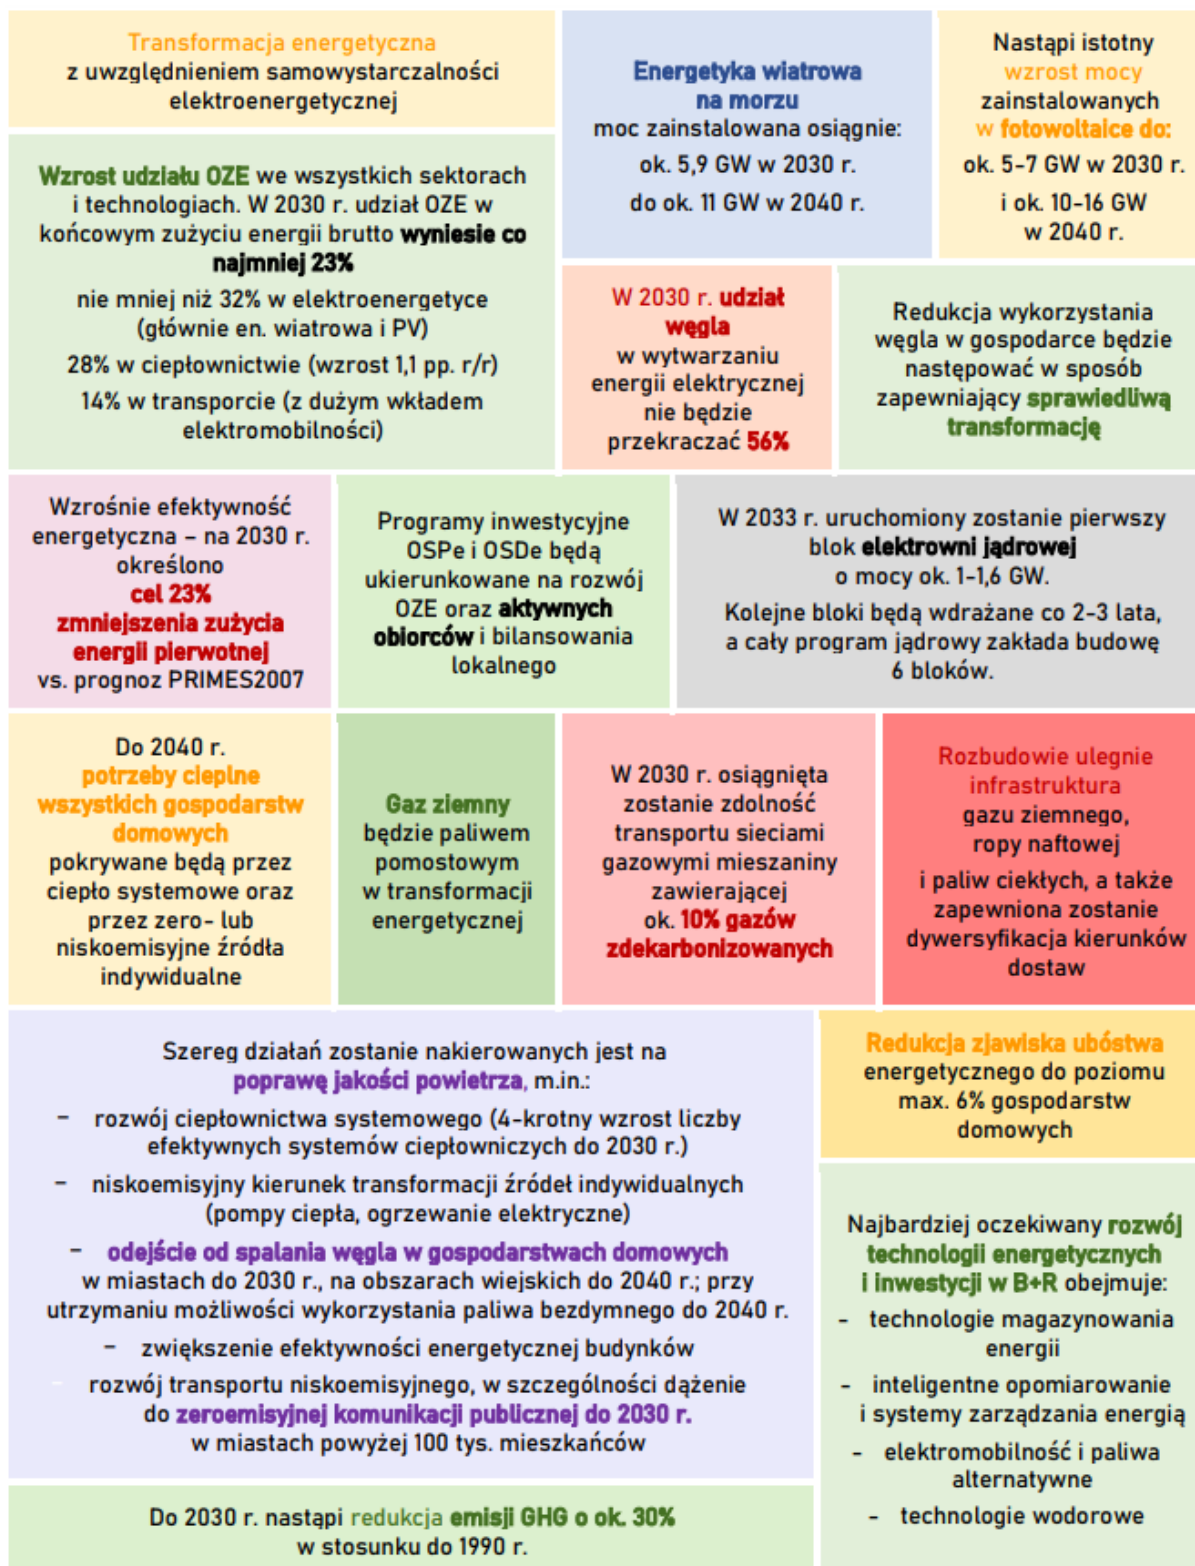 Transformacja energetyczna
z uwzględnieniem samowystarczalności
elektroenergetycznej
Energetyka wiatrowa
na morzu
moc zainstalowana osiągnie:
ok. 5,9 GW w 2030 r.
do ok. 11 GW w 2040 r.
Nastąpi istotny
wzrost mocy
zainstalowanych
w fotowoltaice do:
ok. 5-7 GW w 2030 r.
i ok. 10-16 GW
w 2040 r.
Wzrost udziału OZE we wszystkich sektorach
i technologiach. W 2030 r. udział OZE w
końcowym zużyciu energii brutto wyniesie co
najmniej 23%
nie mniej niż 32% w elektroenergetyce
(głównie en. wiatrowa i PV)
28% w ciepłownictwie (wzrost 1,1 pp. r/r)
14% w transporcie (z dużym wkładem
elektromobilności)
W 2030 r. udział
węgla
w wytwarzaniu
energii elektrycznej
nie będzie
przekraczać 56%
Redukcja wykorzystania
węgla w gospodarce będzie
następować w sposób
zapewniający sprawiedliwą
transformację
Wzrośnie efektywność
energetyczna – na 2030 r.
określono
cel 23%
zmniejszenia zużycia
energii pierwotnej
vs. prognoz PRIMES2007
Programy inwestycyjne
OSPe i OSDe będą
ukierunkowane na rozwój
OZE oraz aktywnych
obiorców i bilansowania
lokalnego
W 2033 r. uruchomiony zostanie pierwszy
blok elektrowni jądrowej
o mocy ok. 1-1,6 GW.
Kolejne bloki będą wdrażane co 2-3 lata,
a cały program jądrowy zakłada budowę
6 bloków.
Do 2040 r.
potrzeby cieplne
wszystkich gospodarstw
domowych
pokrywane będą przez
ciepło systemowe oraz
przez zero- lub
niskoemisyjne źródła
indywidualne
Gaz ziemny
będzie paliwem
pomostowym
w transformacji
energetycznej
W 2030 r. osiągnięta
zostanie zdolność
transportu sieciami
gazowymi mieszaniny
zawierającej
ok. 10% gazów
zdekarbonizowanych
Rozbudowie ulegnie
infrastruktura
gazu ziemnego,
ropy naftowej
i paliw ciekłych, a także
zapewniona zostanie
dywersyfikacja kierunków
dostaw
Szereg działań zostanie nakierowanych jest na
poprawę jakości powietrza, m.in.:
– rozwój ciepłownictwa systemowego (4-krotny wzrost liczby
efektywnych systemów ciepłowniczych do 2030 r.)
– niskoemisyjny kierunek transformacji źródeł indywidualnych
(pompy ciepła, ogrzewanie elektryczne)
– odejście od spalania węgla w gospodarstwach domowych
w miastach do 2030 r., na obszarach wiejskich do 2040 r.; przy
utrzymaniu możliwości wykorzystania paliwa bezdymnego do 2040 r.
– zwiększenie efektywności energetycznej budynków
– rozwój transportu niskoemisyjnego, w szczególności dążenie
do zeroemisyjnej komunikacji publicznej do 2030 r.
w miastach powyżej 100 tys. mieszkańców
Redukcja zjawiska ubóstwa
energetycznego do poziomu
max. 6% gospodarstw
domowych
Najbardziej oczekiwany rozwój
technologii energetycznych
i inwestycji w B+R obejmuje:
- technologie magazynowania
energii
- inteligentne opomiarowanie
i systemy zarządzania energią
- elektromobilność i paliwa
alternatywne
- technologie wodorowe
Do 2030 r. nastąpi redukcja emisji GHG o ok. 30%
w stosunku do 1990 r.